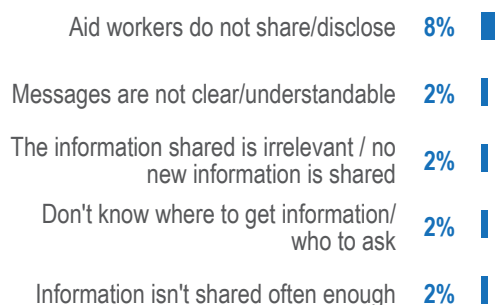 Aid workers do not share/disclose 8%
Messages are not clear/understandable 2%
The information shared is irrelevant / no
new information is shared 2%
Don't know where to get information/
who to ask 2%
Information isn't shared often enough 2%